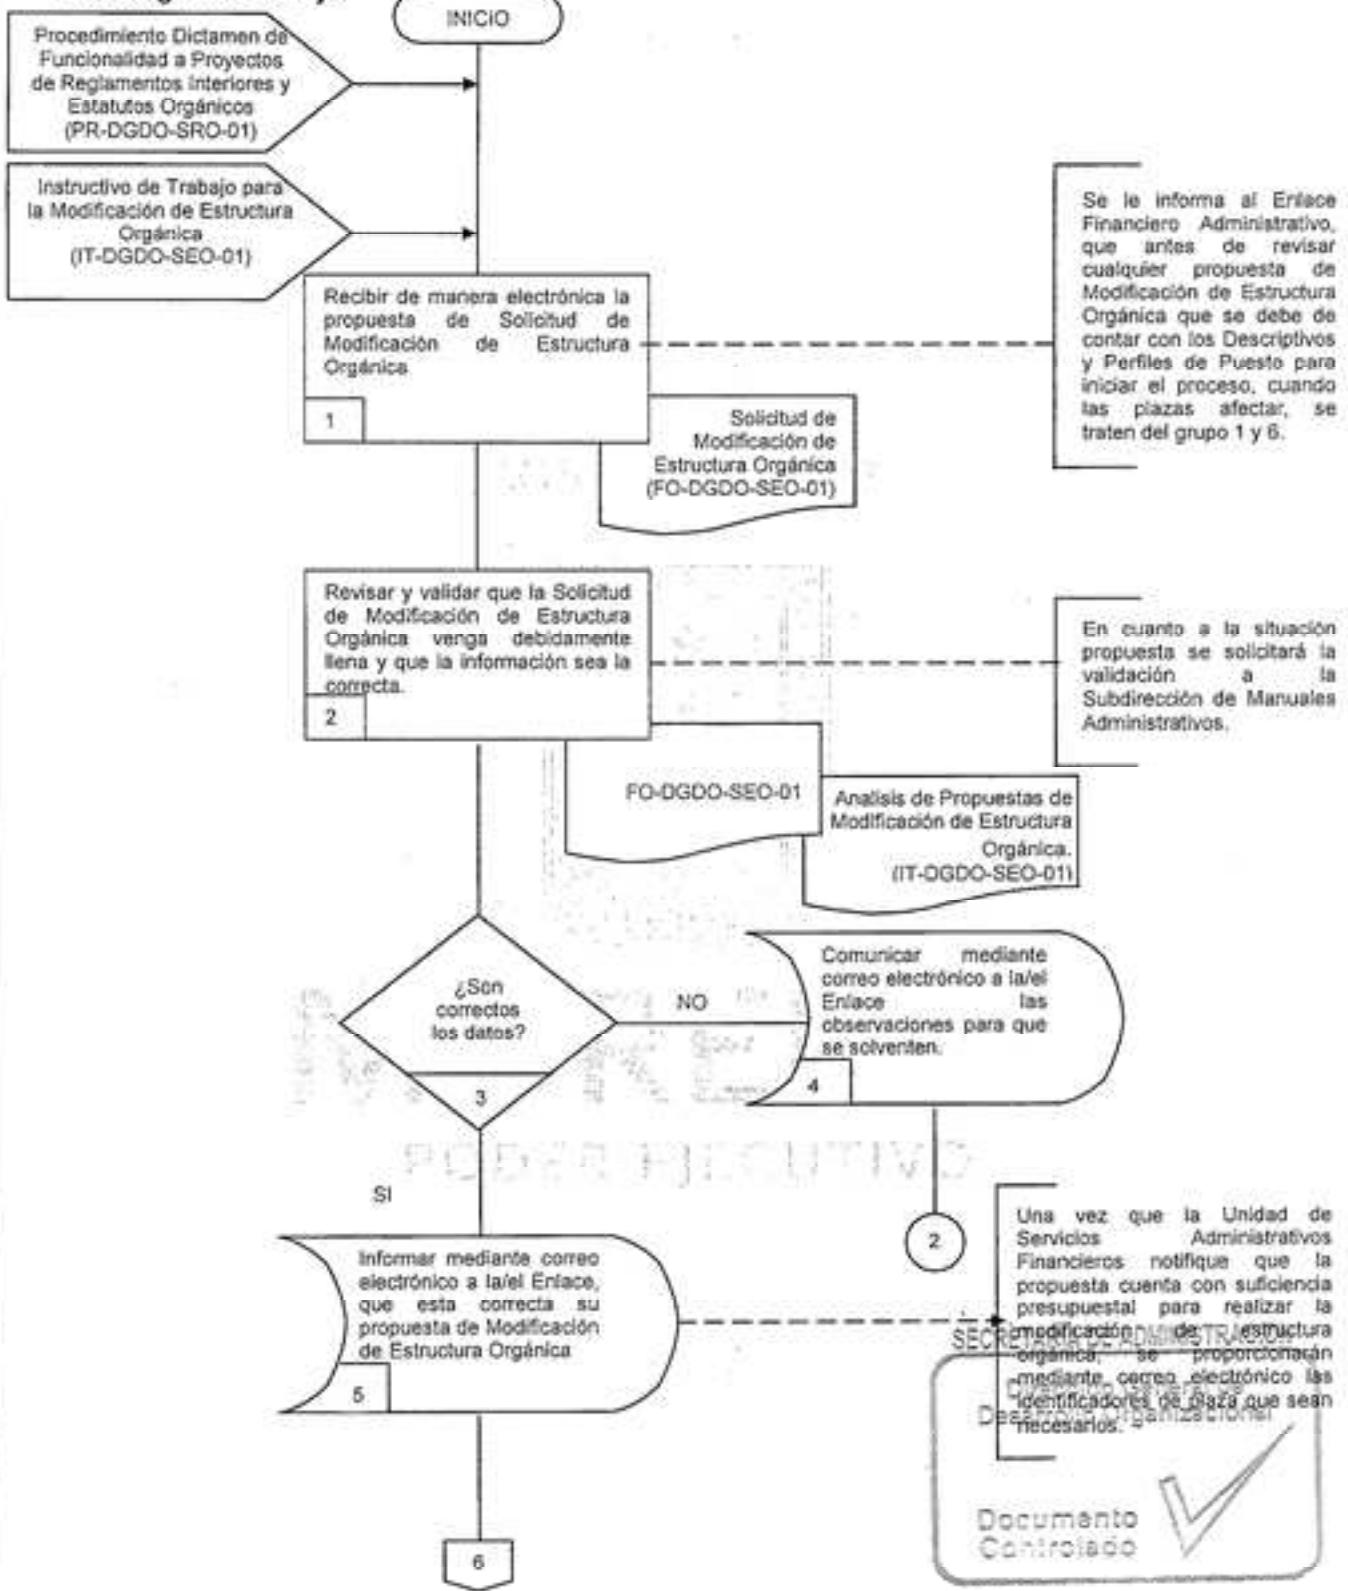 INICIO
Procedimiento Dictamen de
Funcionalidad a Proyectos
de Reglamentos Interiores y
Estatutos Orgánicos
(PR-DGDO-SRO-01)
Instructivo de Trabajo para
la Modificación de Estructura
Orgánica
(IT-DGDO-SEO-01)
Recibir de manera electrónica la
propuesta de Solicitud de
Modificación de Estructura
Orgánica
1
Se le informa al Enlace
Financiero Administrativo,
que antes de revisar
cualquier propuesta de
Modificación de Estructura
Orgánica que se debe de
contar con los Descriptivos
y Perfiles de Puesto para
iniciar el proceso, cuando
las plazas afectar, se
traten del grupo 1 y 6.
Solicitud de
Modificación de
Estructura Orgánica
(FO-DGDO-SEO-01)
Revisar y validar que la Solicitud
de Modificación de Estructura
Orgánica venga debidamente
llena y que la información sea la
correcta.
2
En cuanto a la situación
propuesta se solicitará la
validación a la
Subdirección de Manuales
Administrativos.
FO-DGDO-SEO-01
Analisis de Propuestas de
Modificación de Estructura
Orgánica.
(IT-DGDO-SEO-01)
¿Son
correctos
los datos?
3
NO
Comunicar mediante
correo electrónico a la/el
Enlace las
observaciones para que
se solventen.
4
2
SI
Informar mediante correo
electrónico a la/el Enlace,
que esta correcta su
propuesta de Modificación
de Estructura Orgánica
5
Una vez que la Unidad de
Servicios Administrativos
Financieros notifique que la
propuesta cuenta con suficiencia
presupuestal para realizar la
modificación de estructura
orgánica, se proporcionarán
mediante correo electrónico las
identificadores de plaza que sean
necesarios.
6
SECRETARIA DE ADMINISTRACIÓN
Desarrollo Organizacional
Documento
Controlado
PODER EJECUTIVO